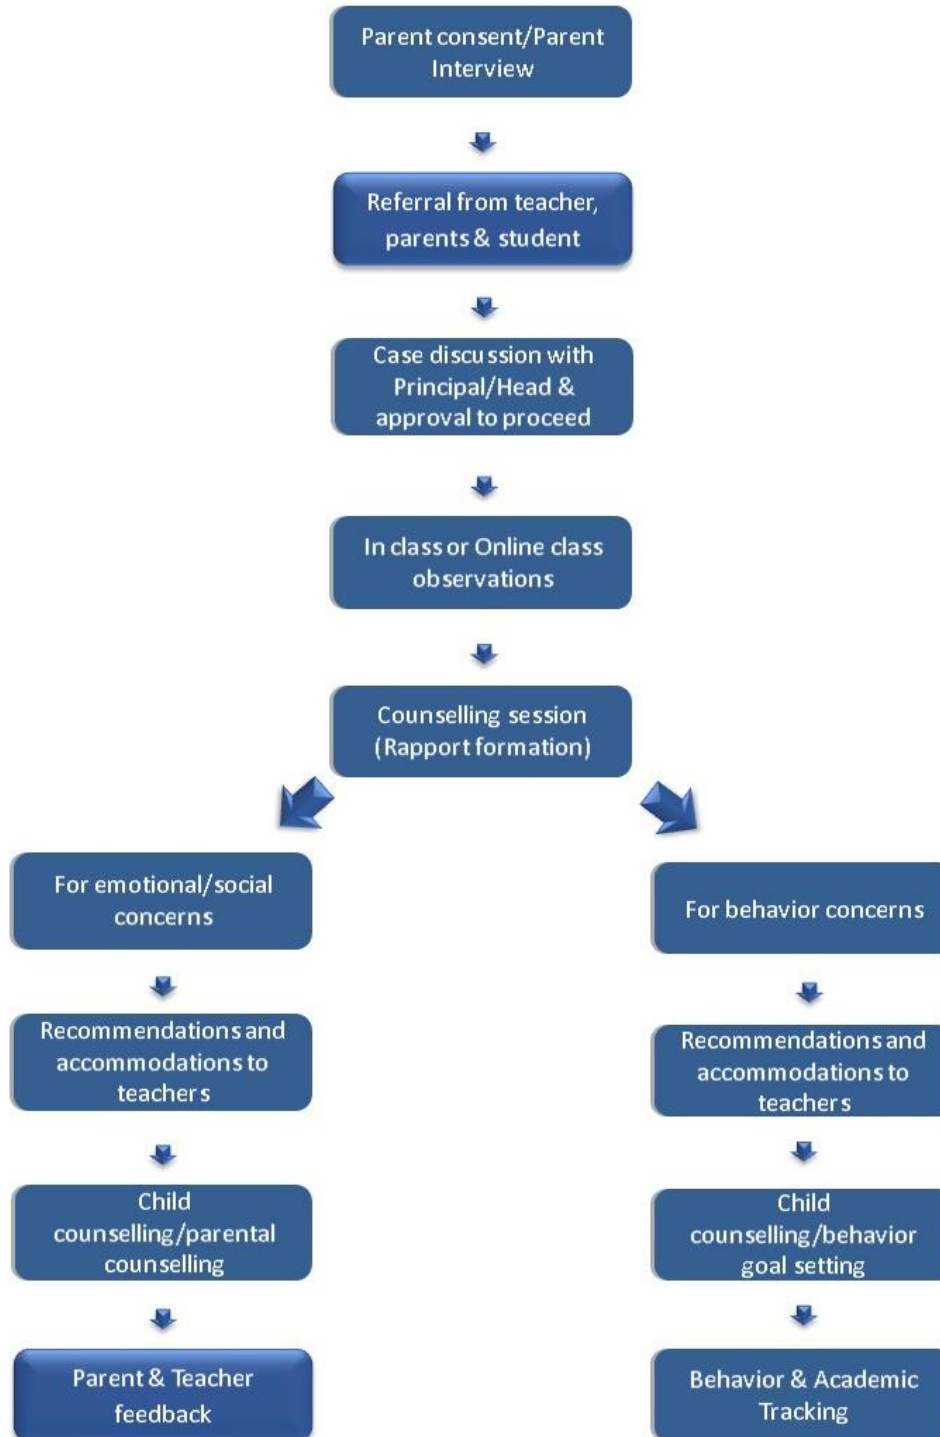 Parent consent/Parent
Interview
Referral from teacher,
parents & student
Case discussion with
Principal/Head &
approval to proceed
In class or Online class
observations
Counselling session
(Rapport formation)
For emotional/social
concerns
Recommendations and
accommodations to
teachers
Child
counselling/parental
counselling
Parent & Teacher
feedback
For behavior concerns
Recommendations and
accommodations to
teachers
Child
counselling/behavior
goal setting
Behavior & Academic
Tracking